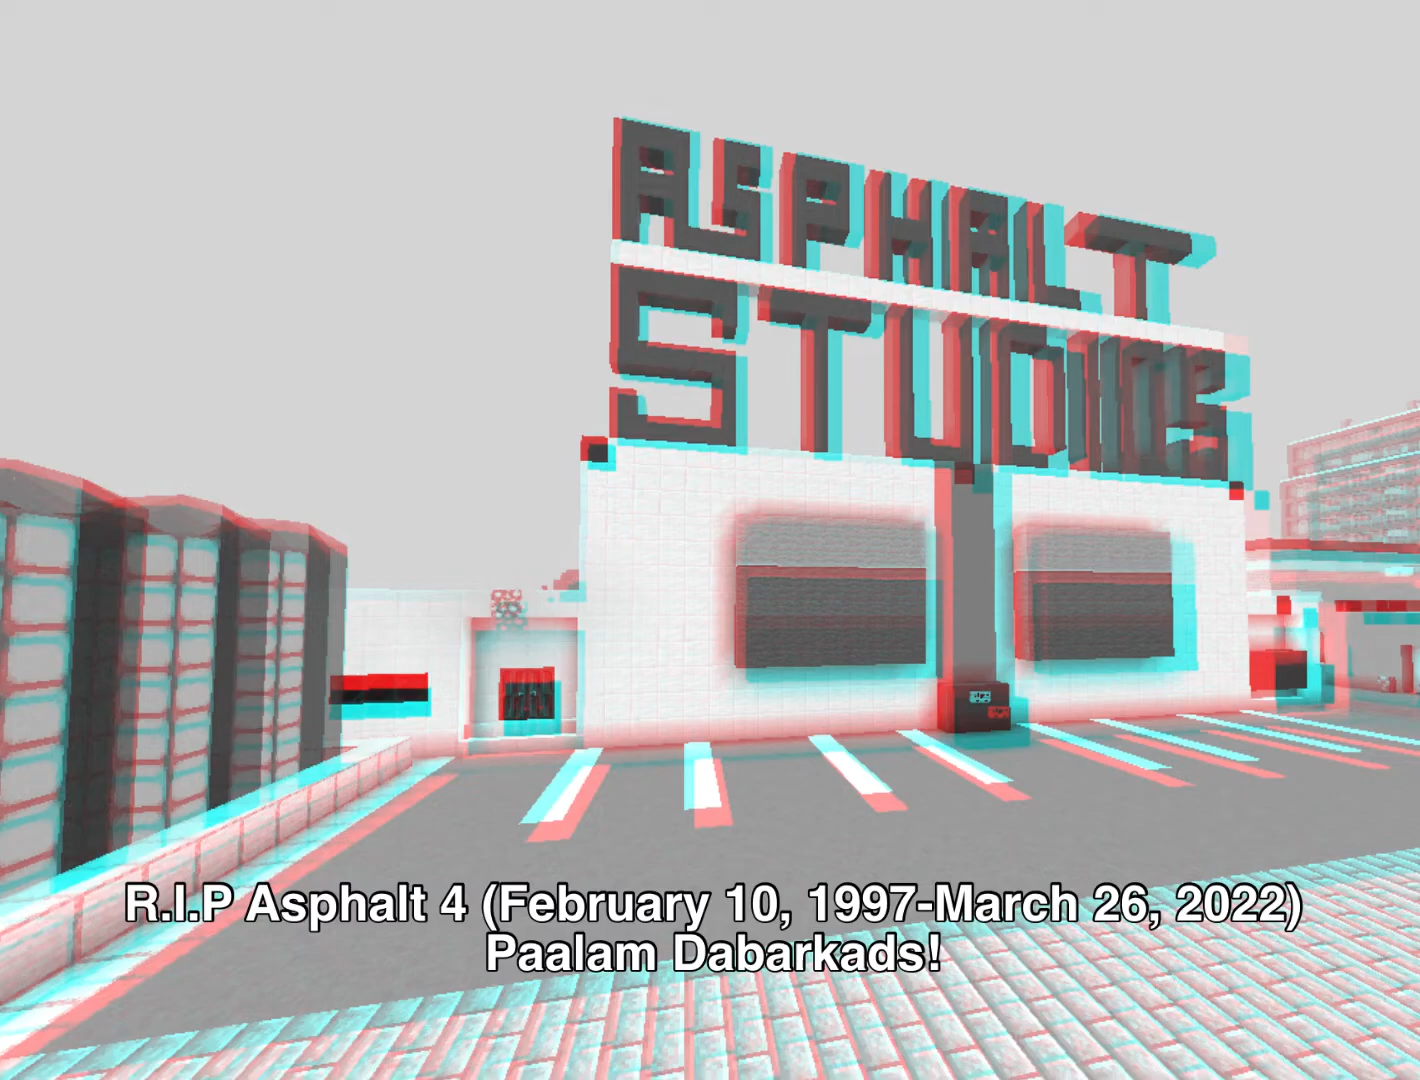 ASPHALT
STUDIOS
R.I.P Asphalt 4 (February 10, 1997-March 26, 2022)
Paalam Dabarkads!